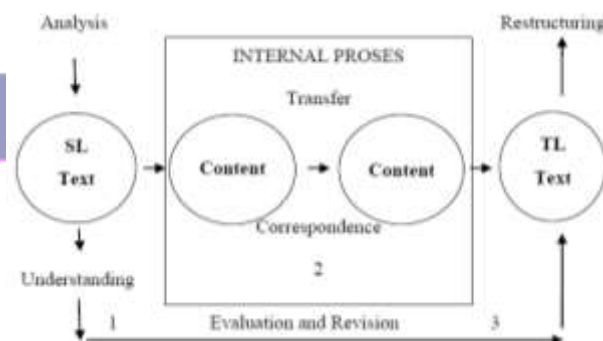 Analysis
Restructuring
INTERNAL PROSES
Transfer
SL
Text
Content
Content
TL
Text
Correspondence
2
Understanding
1
Evaluation and Revision
3